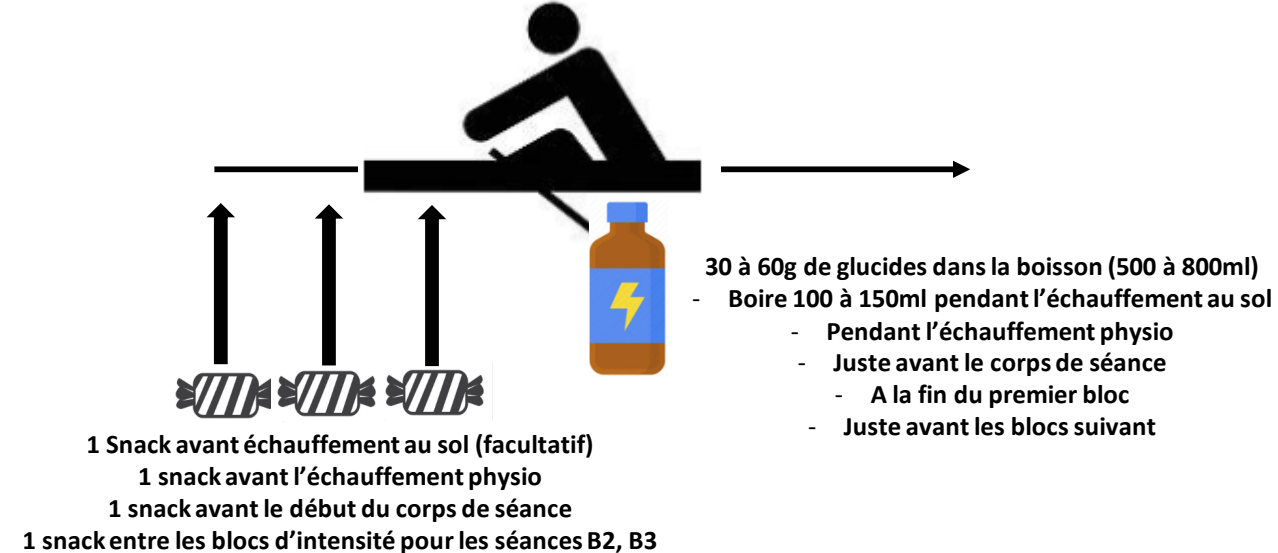 30 à 60g de glucides dans la boisson (500 à 800ml)
- Boire 100 à 150ml pendant l’échauffement au sol
- Pendant l’échauffement physio
- Juste avant le corps de séance
- A la fin du premier bloc
- Juste avant les blocs suivant
1 Snack avant échauffement au sol (facultatif)
1 snack avant l’échauffement physio
1 snack avant le début du corps de séance
1 snack entre les blocs d’intensité pour les séances B2, B3